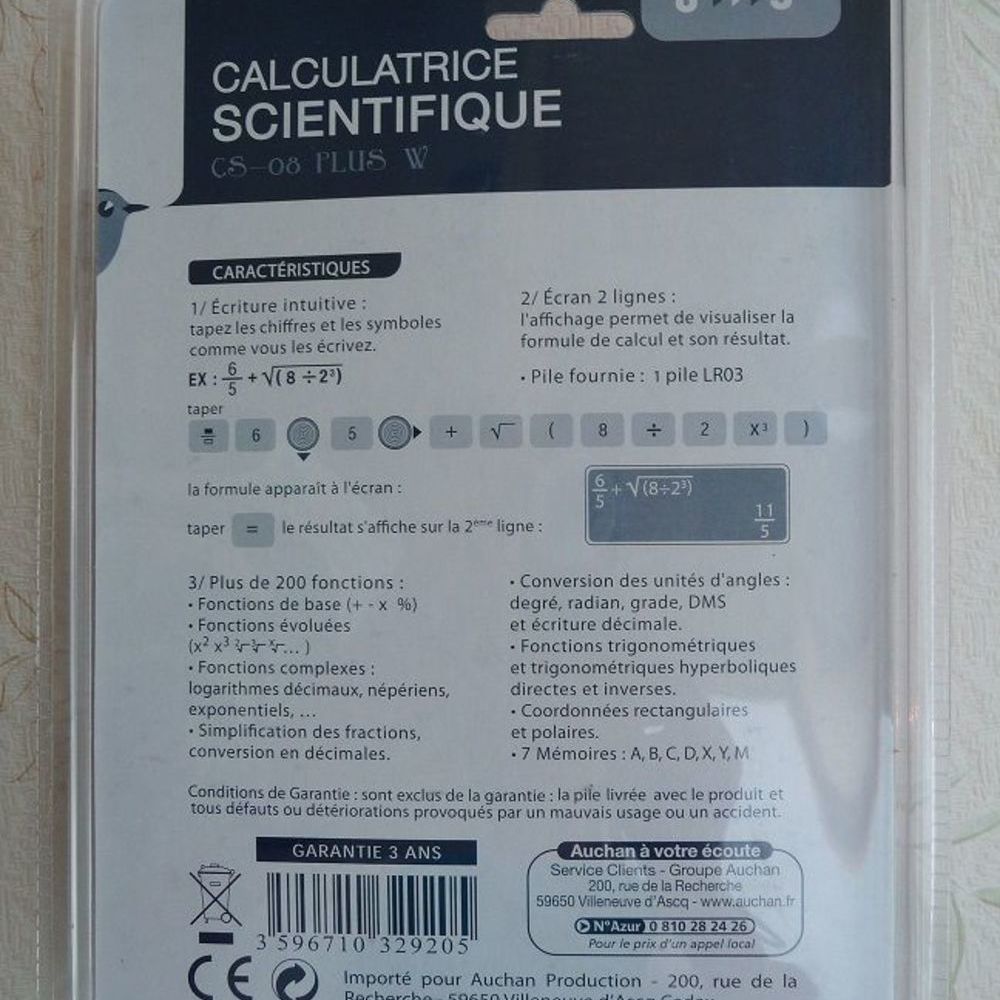 CALCULATRICE
SCIENTIFIQUE
CS-08 PLUS W
CARACTÉRISTIQUES
1/ Écriture intuitive :
tapez les chiffres et les symboles
comme vous les écrivez.
EX : 6/5 + √(8 ÷ 2³)
taper
6 5 + √ ( 8 ÷ 2 X³ )
2/ Écran 2 lignes :
l'affichage permet de visualiser la
formule de calcul et son résultat.
• Pile fournie : 1 pile LR03
la formule apparaît à l'écran :
taper = le résultat s'affiche sur la 2ème ligne :
6/5 + √(8÷2³)
11/5
3/ Plus de 200 fonctions :
• Fonctions de base (+ - x %)
• Fonctions évoluées
(x² x³ ²√ ³√ ˣ√... )
• Fonctions complexes :
logarithmes décimaux, népériens,
exponentiels, ...
• Simplification des fractions,
conversion en décimales.
• Conversion des unités d'angles :
degré, radian, grade, DMS
et écriture décimale.
• Fonctions trigonométriques
et trigonométriques hyperboliques
directes et inverses.
• Coordonnées rectangulaires
et polaires.
• 7 Mémoires : A, B, C, D, X, Y, M
Conditions de Garantie : sont exclus de la garantie : la pile livrée avec le produit et
tous défauts ou détériorations provoqués par un mauvais usage ou un accident.
GARANTIE 3 ANS
3 596710 329205
Auchan à votre écoute
Service Clients - Groupe Auchan
200, rue de la Recherche
59650 Villeneuve d'Ascq - www.auchan.fr
N°Azur 0 810 28 24 26
Pour le prix d'un appel local
CE
Importé pour Auchan Production - 200, rue de la
Recherche - 59650 Villeneuve d'Ascq Cedex